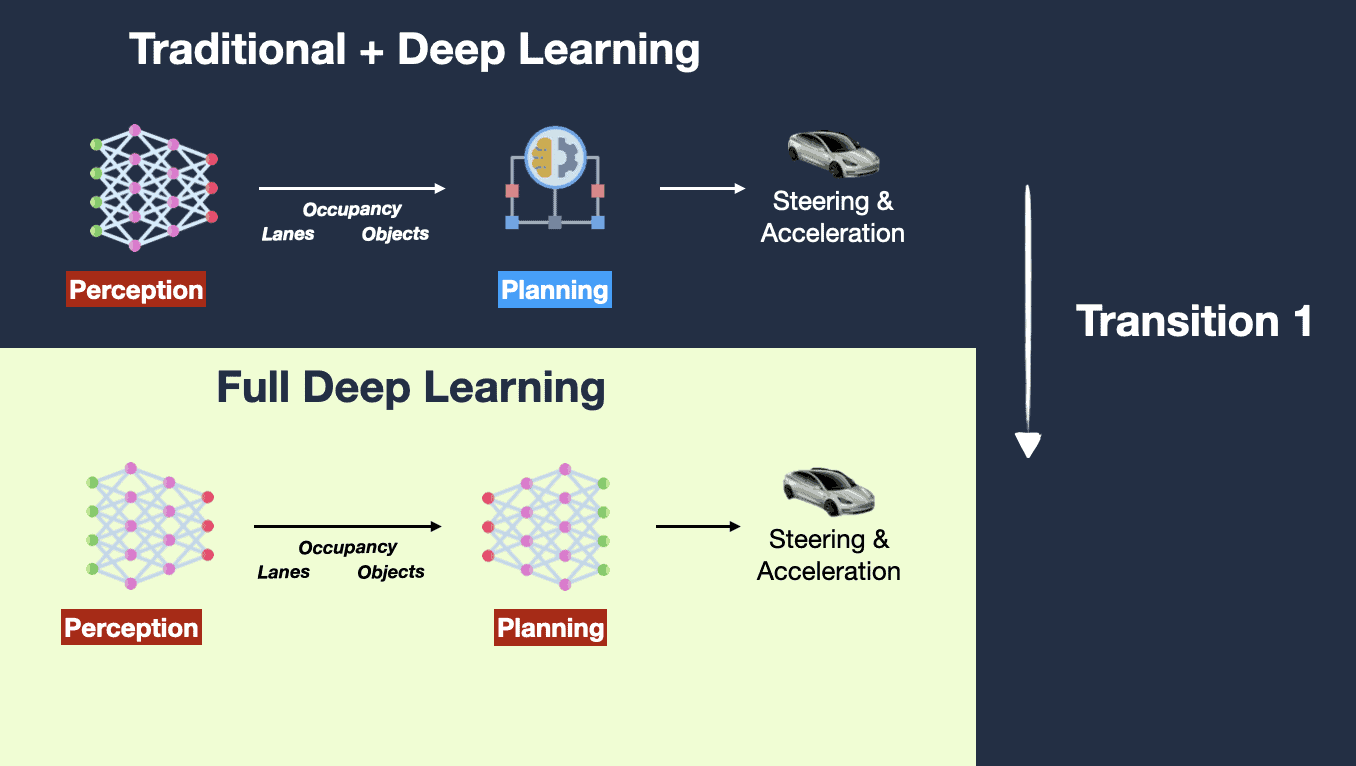 Traditional + Deep Learning
Occupancy
Lanes Objects
Steering &
Acceleration
Perception
Planning
Transition 1
Full Deep Learning
Occupancy
Lanes Objects
Steering &
Acceleration
Perception
Planning